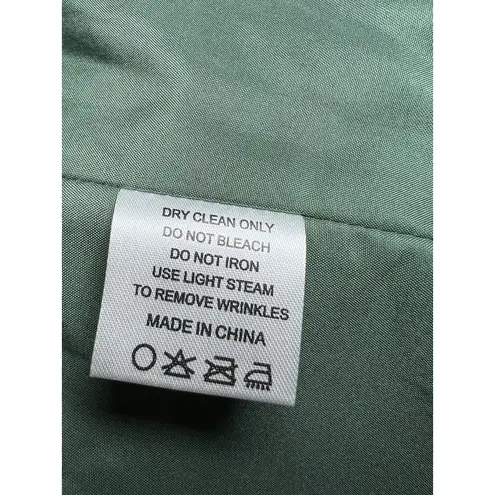 DRY CLEAN ONLY
DO NOT BLEACH
DO NOT IRON
USE LIGHT STEAM
TO REMOVE WRINKLES
MADE IN CHINA